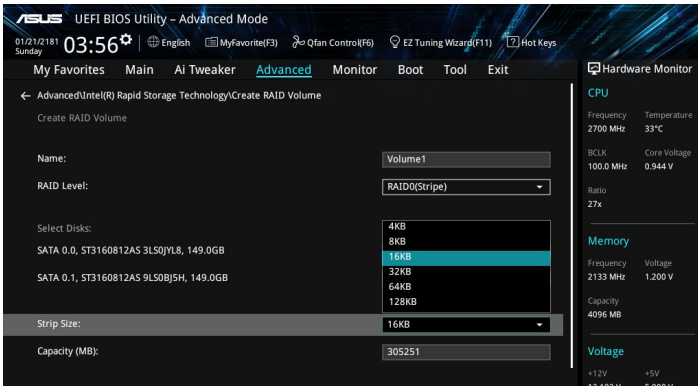 ASUS UEFI BIOS Utility – Advanced Mode
01/21/2181
Sunday
03:56
English
MyFavorite(F3)
Qfan Control(F6)
EZ Tuning Wizard(F11)
? Hot Keys
My Favorites Main Ai Tweaker Advanced Monitor Boot Tool Exit
← Advanced\Intel(R) Rapid Storage Technology\Create RAID Volume
Create RAID Volume
Name: Volume1
RAID Level: RAID0(Stripe)
Select Disks:
SATA 0.0, ST3160812AS 3LS0JYL8, 149.0GB
SATA 0.1, ST3160812AS 9LS0BJ5H, 149.0GB
4KB
8KB
16KB
32KB
64KB
128KB
Strip Size: 16KB
Capacity (MB): 305251
Hardware Monitor
CPU
Frequency Temperature
2700 MHz 33°C
BCLK Core Voltage
100.0 MHz 0.944 V
Ratio
27x
Memory
Frequency Voltage
2133 MHz 1.200 V
Capacity
4096 MB
Voltage
+12V +5V